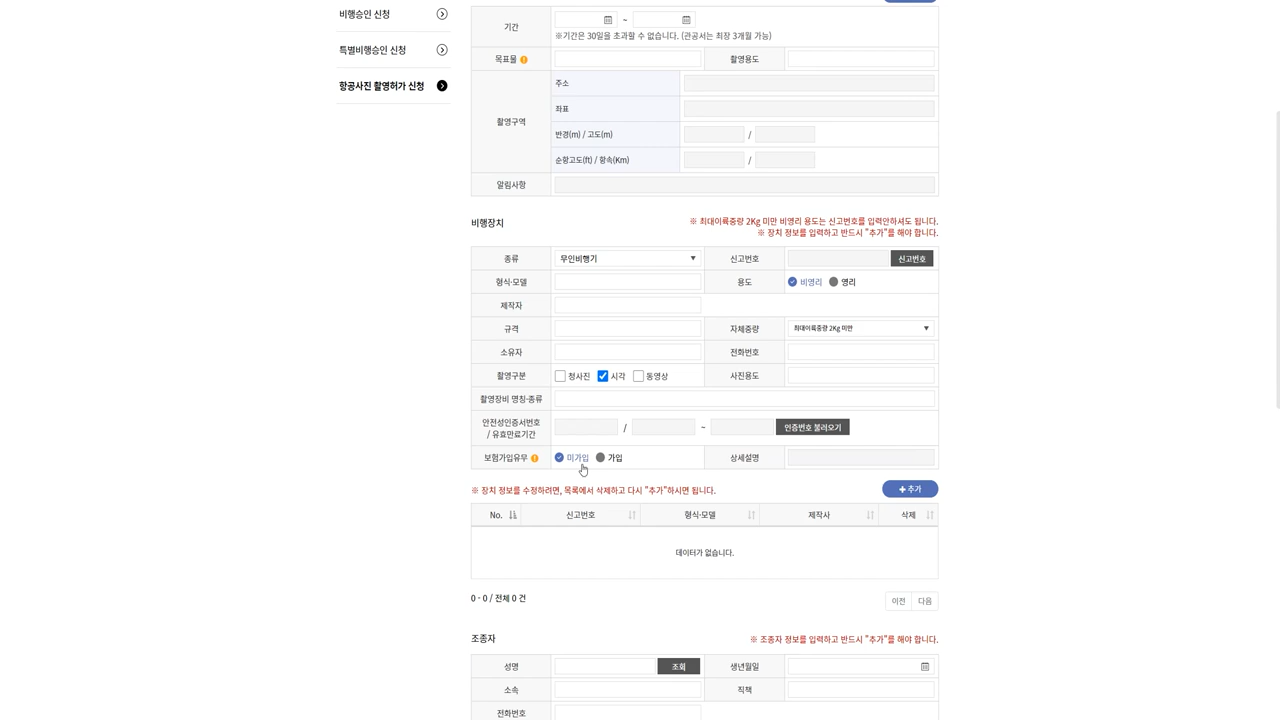 비행승인 신청
특별비행승인 신청
항공사진 촬영허가 신청
기간 ~
※기간은 30일을 초과할 수 없습니다. (관공서는 최장 3개월 가능)
목표물 촬영용도
촬영구역
주소
좌표
반경(m) / 고도(m) /
순항고도(ft) / 항속(Km) /
알림사항
비행장치
※ 최대이륙중량 2Kg 미만 비영리 용도는 신고번호를 입력안하셔도 됩니다.
※ 장치 정보를 입력하고 반드시 "추가"를 해야 합니다.
종류 무인비행기 신고번호 신고번호
형식·모델 용도 비영리 영리
제작자
규격 자체중량 최대이륙중량 2Kg 미만
소유자 전화번호
촬영구분 청사진 시각 동영상 사진용도
촬영장비 명칭·종류
안전성인증서번호
/ 유효만료기간 / ~ 인증번호 불러오기
보험가입유무 미가입 가입 상세설명
※ 장치 정보를 수정하려면, 목록에서 삭제하고 다시 "추가"하시면 됩니다.
+ 추가
No. 신고번호 형식·모델 제작사 삭제
데이터가 없습니다.
0 - 0 / 전체 0 건
이전 다음
조종자
※ 조종자 정보를 입력하고 반드시 "추가"를 해야 합니다.
성명 조회 생년월일
소속 직책
전화번호